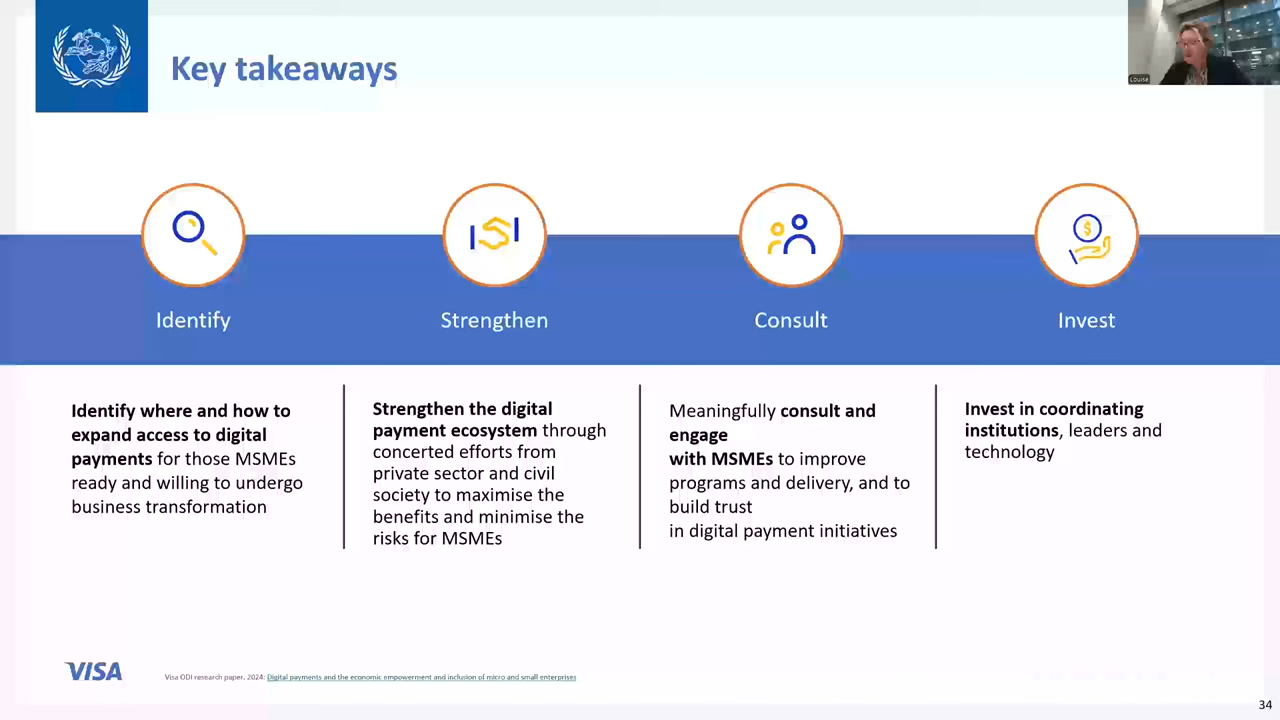 Key takeaways
Louise
Identify
Strengthen
Consult
Invest
Identify where and how to
expand access to digital
payments for those MSMEs
ready and willing to undergo
business transformation
Strengthen the digital
payment ecosystem through
concerted efforts from
private sector and civil
society to maximise the
benefits and minimise the
risks for MSMEs
Meaningfully consult and
engage
with MSMEs to improve
programs and delivery, and to
build trust
in digital payment initiatives
Invest in coordinating
institutions, leaders and
technology
VISA
Visa ODI research paper, 2024: Digital payments and the economic empowerment and inclusion of micro and small enterprises
34